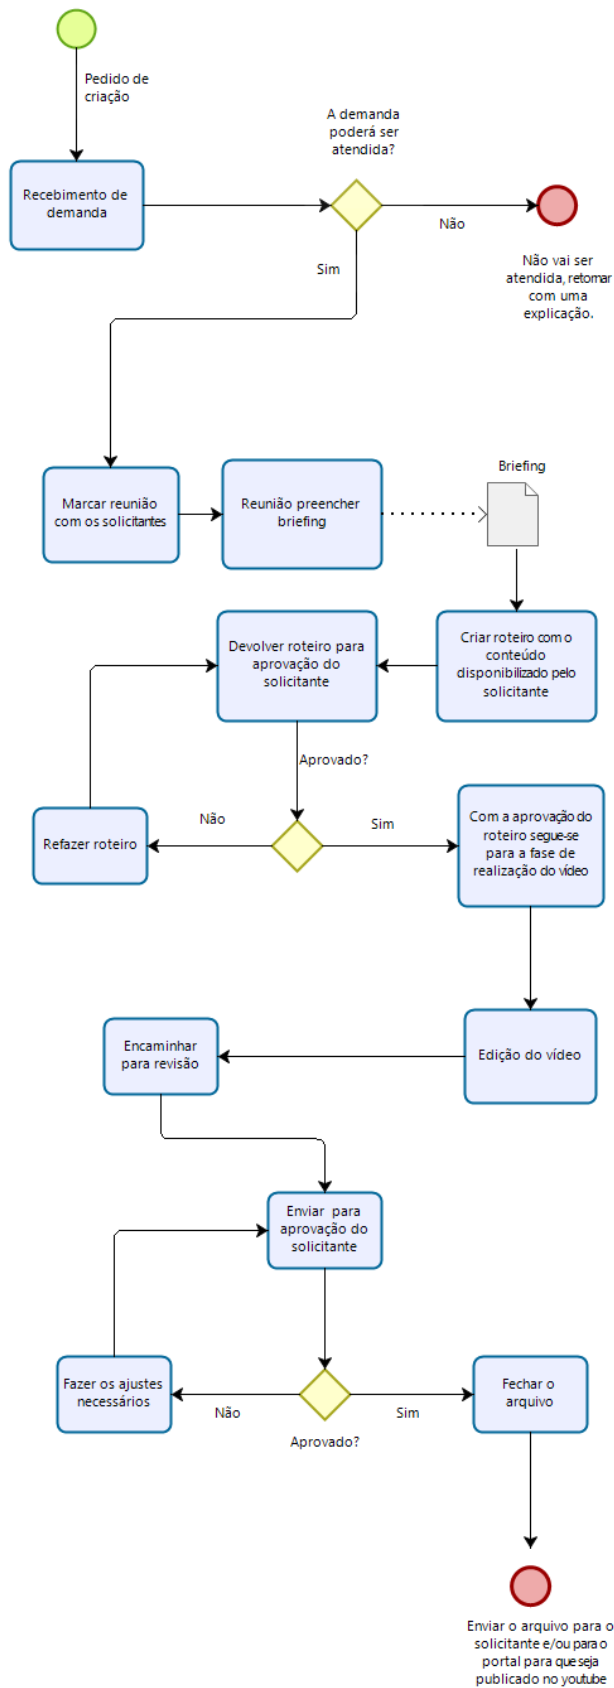 Pedido de
criação
A demanda
poderá ser
atendida?
Recebimento de
demanda
Não
Sim
Não vai ser
atendida, retornar
com uma
explicação.
Marcar reunião
com os solicitantes
Reunião preencher
briefing
Briefing
Devolver roteiro para
aprovação do
solicitante
Criar roteiro com o
conteúdo
disponibilizado pelo
solicitante
Aprovado?
Refazer roteiro
Não
Sim
Com a aprovação do
roteiro segue-se
para a fase de
realização do vídeo
Encaminhar
para revisão
Edição do vídeo
Enviar para
aprovação do
solicitante
Fazer os ajustes
necessários
Não
Sim
Aprovado?
Fechar o
arquivo
Enviar o arquivo para o
solicitante e/ou para o
portal para que seja
publicado no youtube